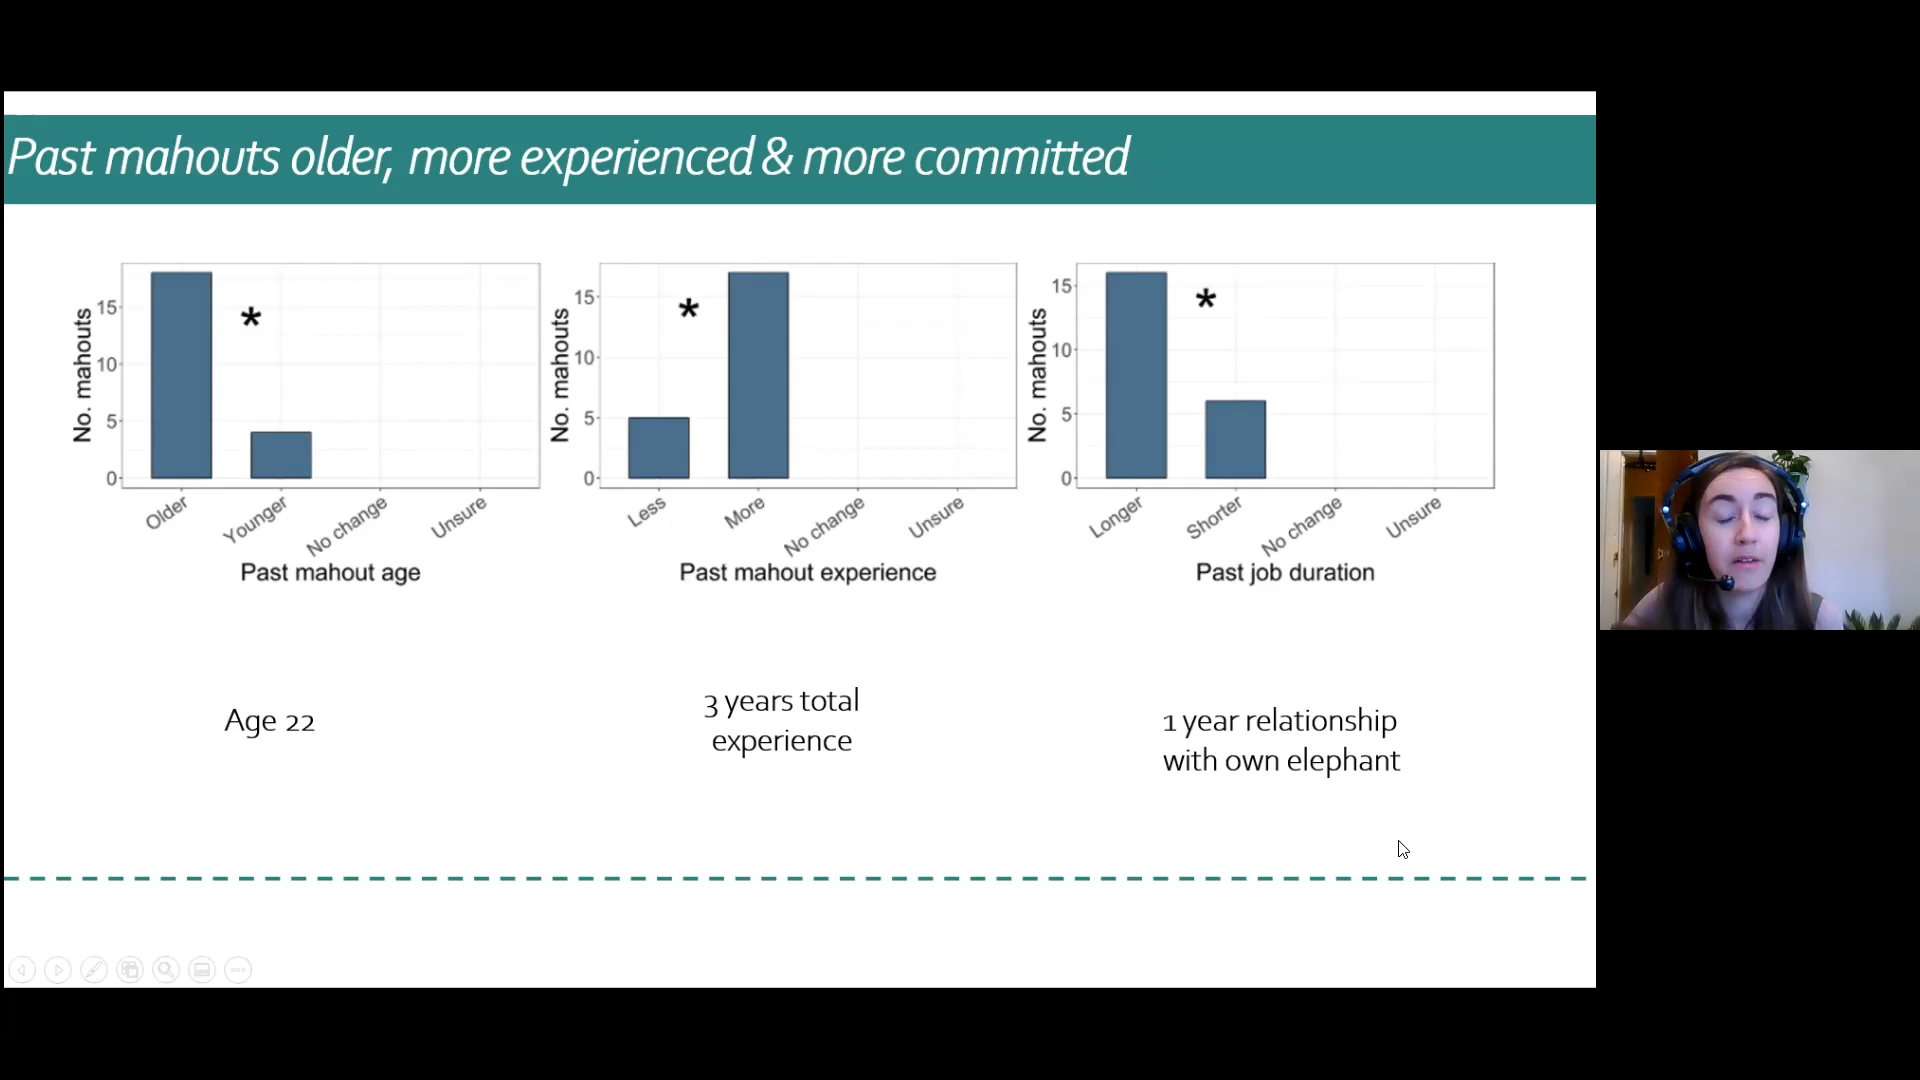 Past mahouts older, more experienced & more committed
No. mahouts
15
10
5
0
*
Older
Younger
No change
Unsure
Past mahout age
No. mahouts
15
10
5
0
*
Less
More
No change
Unsure
Past mahout experience
No. mahouts
15
10
5
0
*
Longer
Shorter
No change
Unsure
Past job duration
Age 22
3 years total
experience
1 year relationship
with own elephant